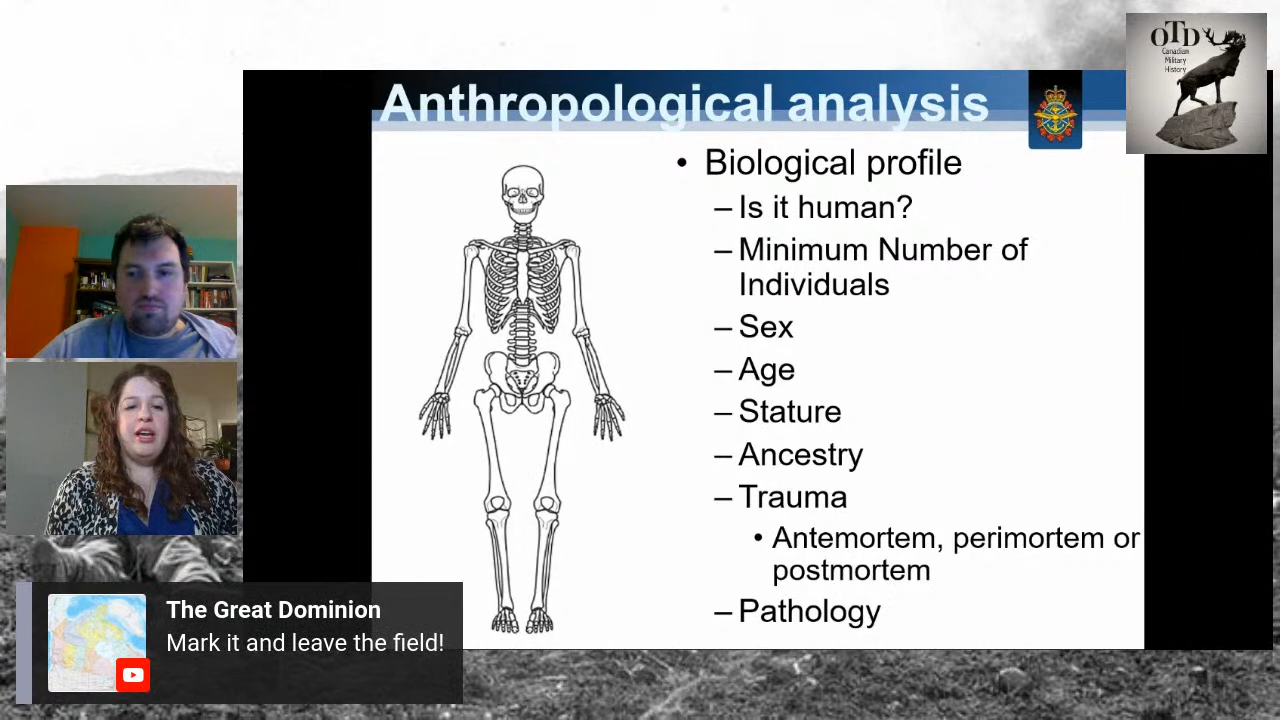 Anthropological analysis
OTD
Canadian
Military
History
• Biological profile
– Is it human?
– Minimum Number of
Individuals
– Sex
– Age
– Stature
– Ancestry
– Trauma
• Antemortem, perimortem or
postmortem
– Pathology
The Great Dominion
Mark it and leave the field!